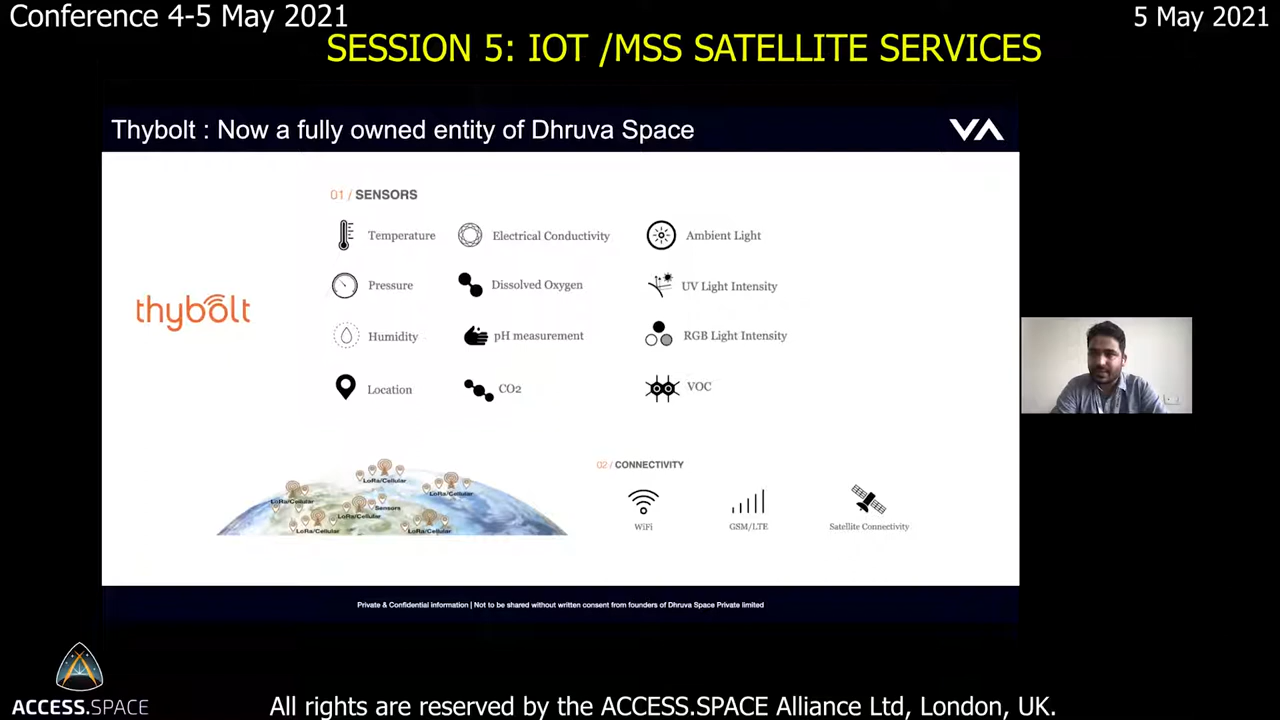 Conference 4-5 May 2021
5 May 2021
SESSION 5: IOT /MSS SATELLITE SERVICES
Thybolt : Now a fully owned entity of Dhruva Space
01 / SENSORS
Temperature
Electrical Conductivity
Ambient Light
Pressure
Dissolved Oxygen
UV Light Intensity
thybolt
Humidity
pH measurement
RGB Light Intensity
Location
CO2
VOC
02 / CONNECTIVITY
LoRa/Cellular
LoRa/Cellular
LoRa/Cellular
Sensors
LoRa/Cellular
LoRa/Cellular
LoRa/Cellular
WiFi
GSM/LTE
Satellite Connectivity
Private & Confidential information | Not to be shared without written consent from founders of Dhruva Space Private limited
ACCESS.SPACE
All rights are reserved by the ACCESS.SPACE Alliance Ltd, London, UK.